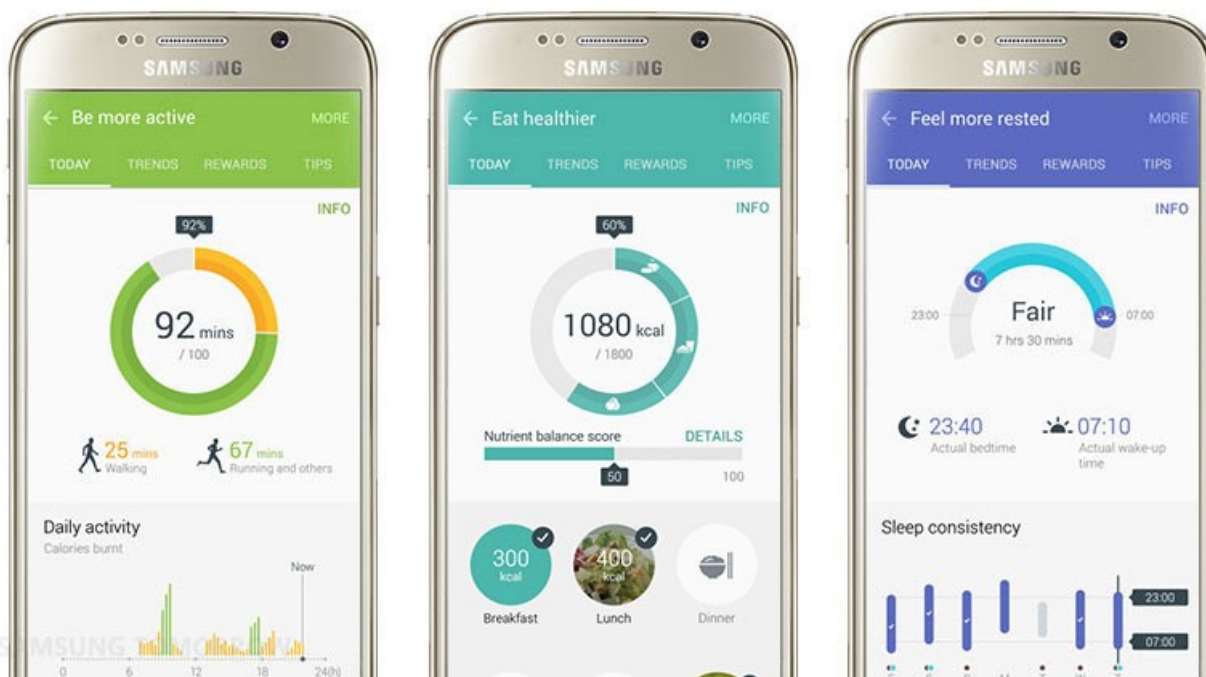 SAMSUNG
Be more active
MORE
TODAY
TRENDS
REWARDS
TIPS
INFO
92%
92 mins
/ 100
25 mins
Walking
67 mins
Running and others
Daily activity
Calories burnt
Now
0 6 12 18 24(h)
SAMSUNG TOMORROW
SAMSUNG
Eat healthier
MORE
TODAY
TRENDS
REWARDS
TIPS
INFO
60%
1080 kcal
/ 1800
Nutrient balance score
DETAILS
50
100
300
kcal
Breakfast
400
kcal
Lunch
Dinner
SAMSUNG
Feel more rested
MORE
TODAY
TRENDS
REWARDS
TIPS
INFO
23:00
Fair
07:00
7 hrs 30 mins
23:40
Actual bedtime
07:10
Actual wake-up
time
Sleep consistency
23:00
07:00
F S S M T W T